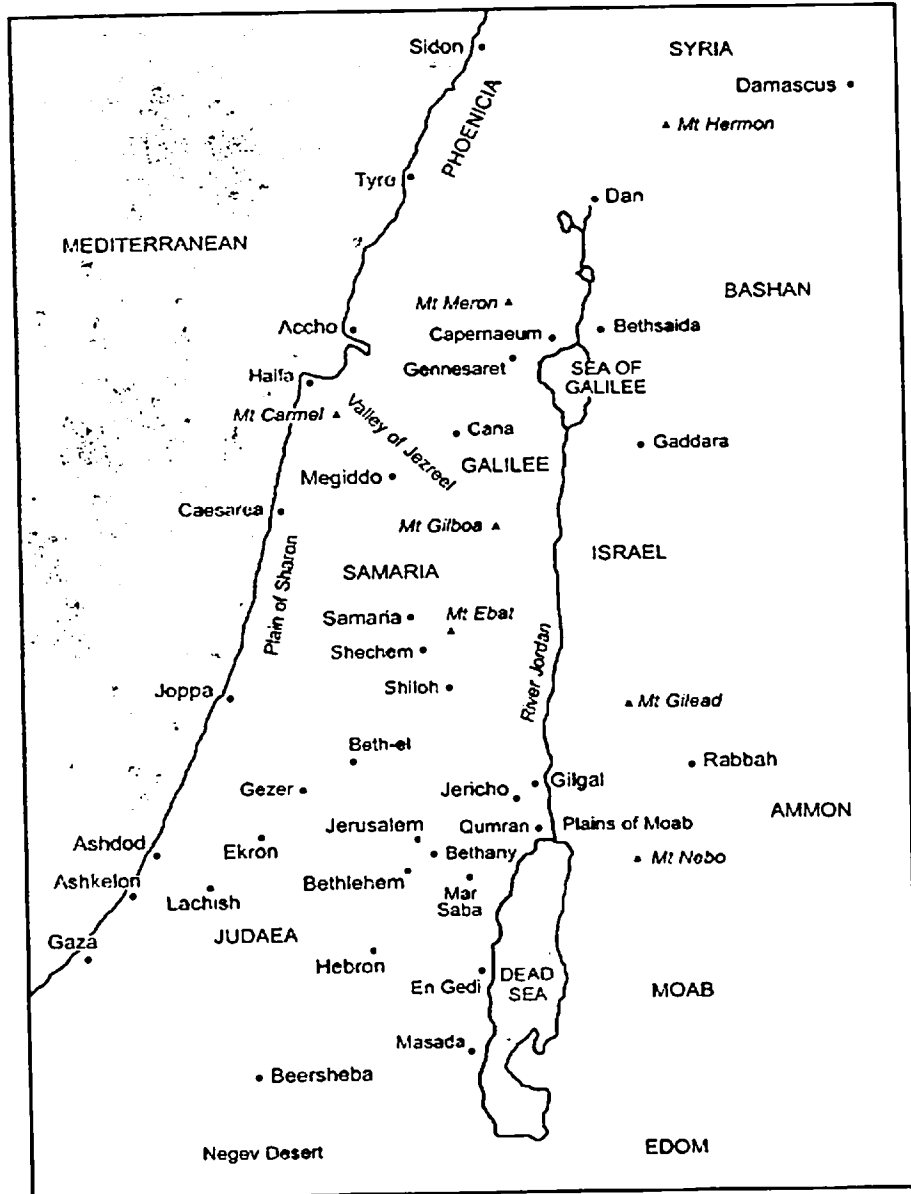 Sidon
SYRIA
Damascus
Mt Hermon
PHOENICIA
Tyro
Dan
MEDITERRANEAN
BASHAN
Mt Meron
Accho
Capernaeum
Bethsaida
Gennesaret
SEA OF
GALILEE
Haifa
Mt Carmel
Valley of Jezreel
Cana
Gaddara
GALILEE
Megiddo
Caesarea
Mt Gilboa
ISRAEL
Plain of Sharon
SAMARIA
Samaria
Mt Ebat
Shechem
River Jordan
Shiloh
Joppa
Mt Gilead
Beth-el
Rabbah
Gezer
Jericho
Gilgal
AMMON
Jerusalem
Qumran
Plains of Moab
Ashdod
Ekron
Bethany
Mt Nebo
Ashkelon
Lachish
Bethlehem
Mar
Saba
Gaza
JUDAEA
Hebron
En Gedi
DEAD
SEA
MOAB
Masada
Beersheba
Negev Desert
EDOM